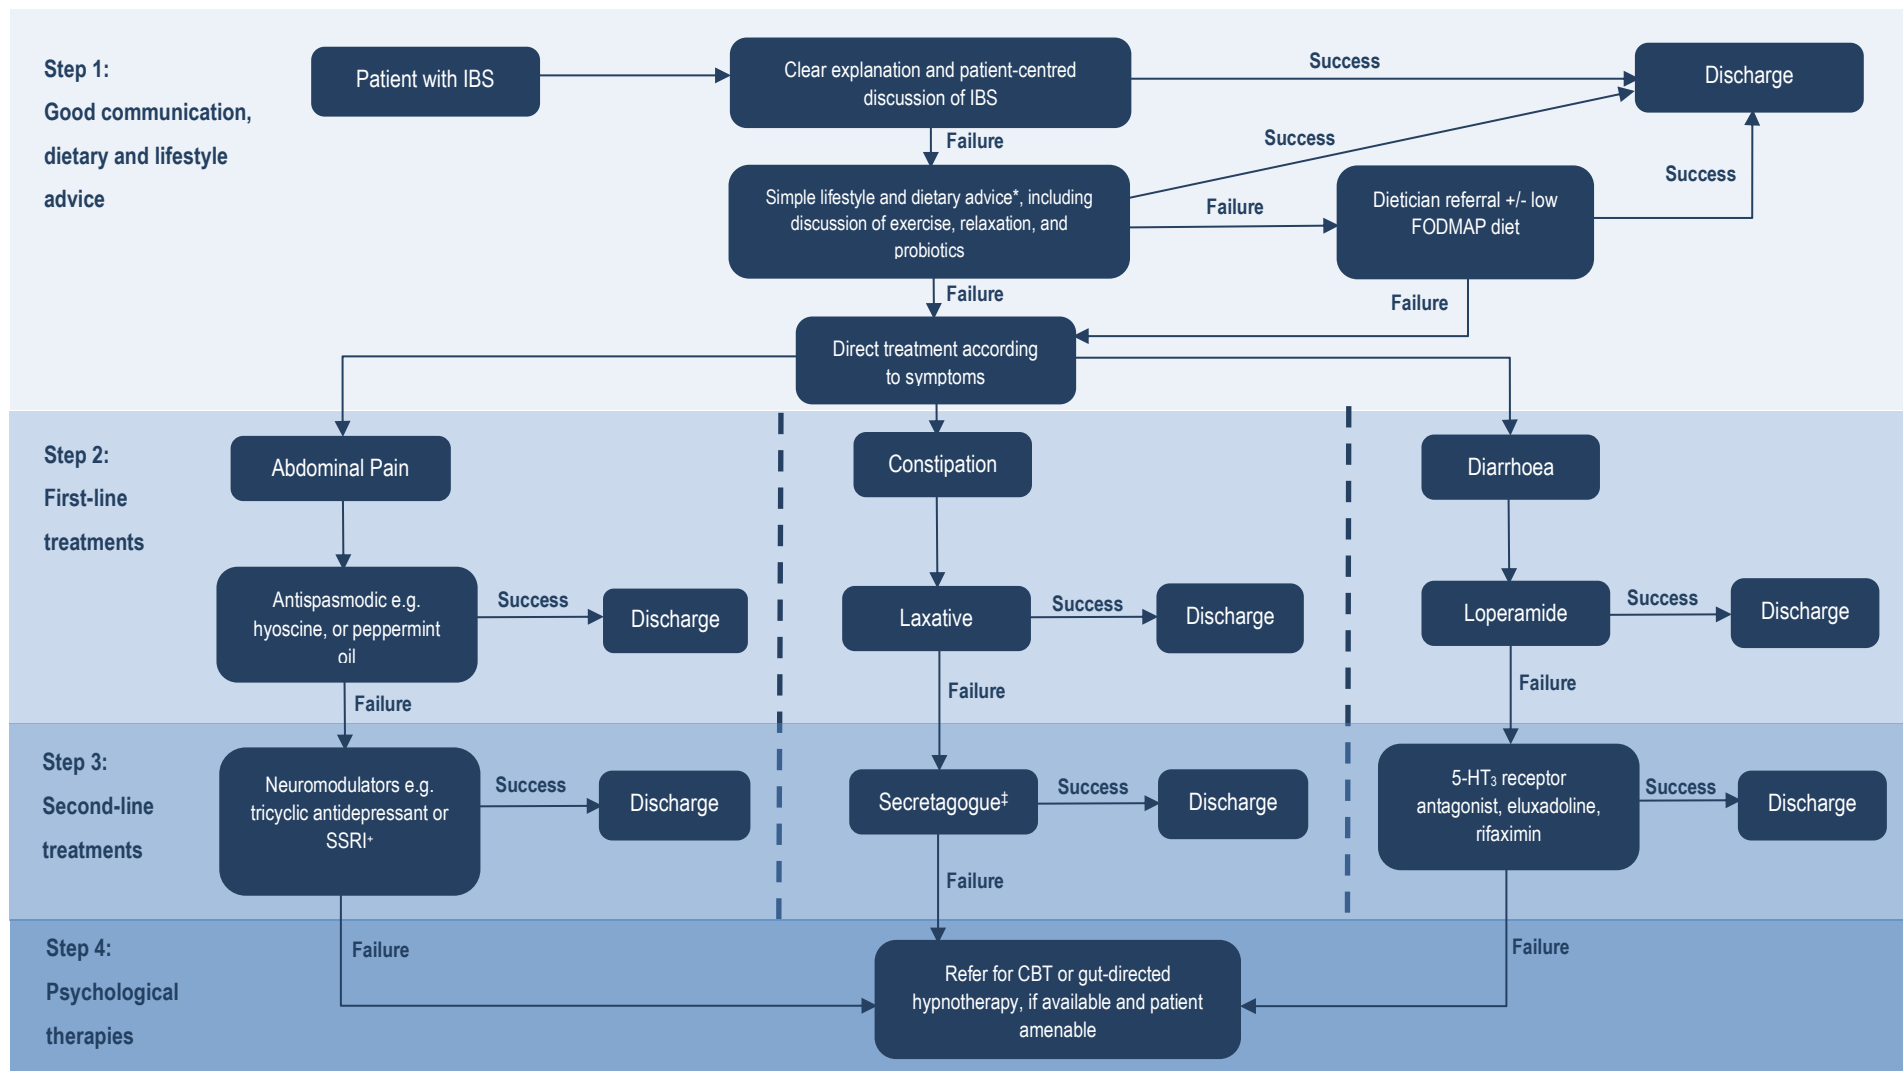 Step 1:
Good communication,
dietary and lifestyle
advice
Patient with IBS
Clear explanation and patient-centred
discussion of IBS
Success
Discharge
Failure
Success
Simple lifestyle and dietary advice*, including
discussion of exercise, relaxation, and
probiotics
Failure
Dietician referral +/- low
FODMAP diet
Success
Failure
Failure
Direct treatment according
to symptoms
Step 2:
First-line
treatments
Abdominal Pain
Constipation
Diarrhoea
Antispasmodic e.g.
hyoscine, or peppermint
oil
Success
Discharge
Laxative
Success
Discharge
Loperamide
Success
Discharge
Failure
Failure
Failure
Step 3:
Second-line
treatments
Neuromodulators e.g.
tricyclic antidepressant or
SSRI⁺
Success
Discharge
Secretagogue‡
Success
Discharge
5-HT₃ receptor
antagonist, eluxadoline,
rifaximin
Success
Discharge
Failure
Failure
Failure
Step 4:
Psychological
therapies
Refer for CBT or gut-directed
hypnotherapy, if available and patient
amenable